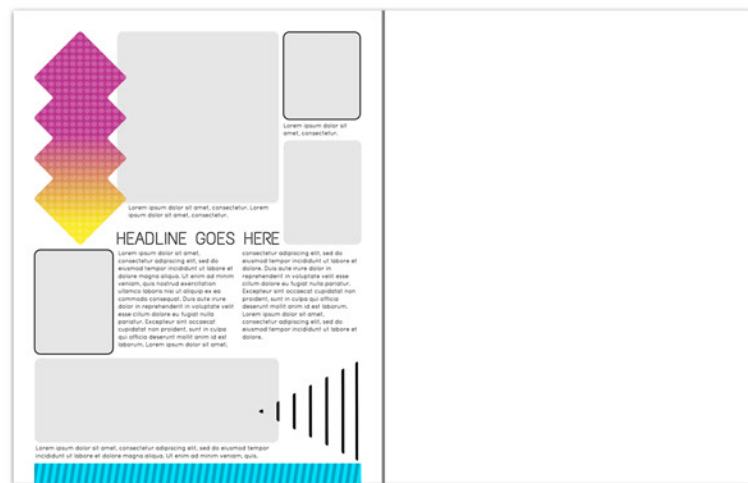 Lorem ipsum dolor sit
amet, consectetur.
Lorem ipsum dolor sit amet, consectetur. Lorem
ipsum dolor sit amet, consectetur.
HEADLINE GOES HERE
Lorem ipsum dolor sit amet,
consectetur adipiscing elit, sed do
eiusmod tempor incididunt ut labore et
dolore magna aliqua. Ut enim ad minim
veniam, quis nostrud exercitation
ullamco laboris nisi ut aliquip ex ea
commodo consequat. Duis aute irure
dolor in reprehenderit in voluptate velit
esse cillum dolore eu fugiat nulla
pariatur. Excepteur sint occaecat
cupidatat non proident, sunt in culpa
qui officia deserunt mollit anim id est
laborum. Lorem ipsum dolor sit amet,
consectetur adipiscing elit, sed do
eiusmod tempor incididunt ut labore et
dolore. Duis aute irure dolor in
reprehenderit in voluptate velit esse
cillum dolore eu fugiat nulla pariatur.
Excepteur sint occaecat cupidatat non
proident, sunt in culpa qui officia
deserunt mollit anim id est laborum.
Lorem ipsum dolor sit amet,
consectetur adipiscing elit, sed do
eiusmod tempor incididunt ut labore et
dolore.
Lorem ipsum dolor sit amet, consectetur adipiscing elit, sed do eiusmod tempor
incididunt ut labore et dolore magna aliqua. Ut enim ad minim veniam, quis.